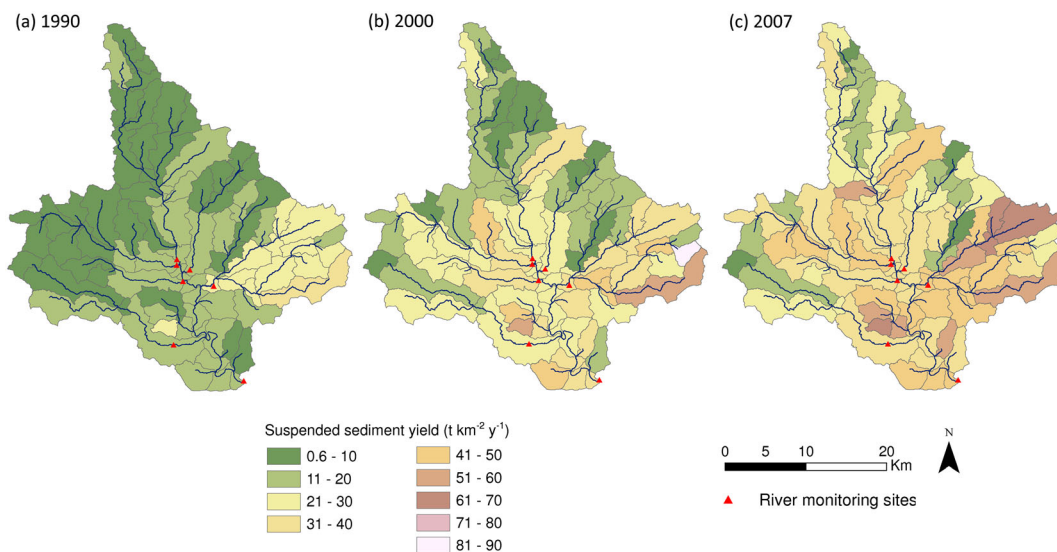 (a) 1990
(b) 2000
(c) 2007
Suspended sediment yield (t km⁻² y⁻¹)
0.6 - 10
11 - 20
21 - 30
31 - 40
41 - 50
51 - 60
61 - 70
71 - 80
81 - 90
0 5 10 20
Km
N
River monitoring sites